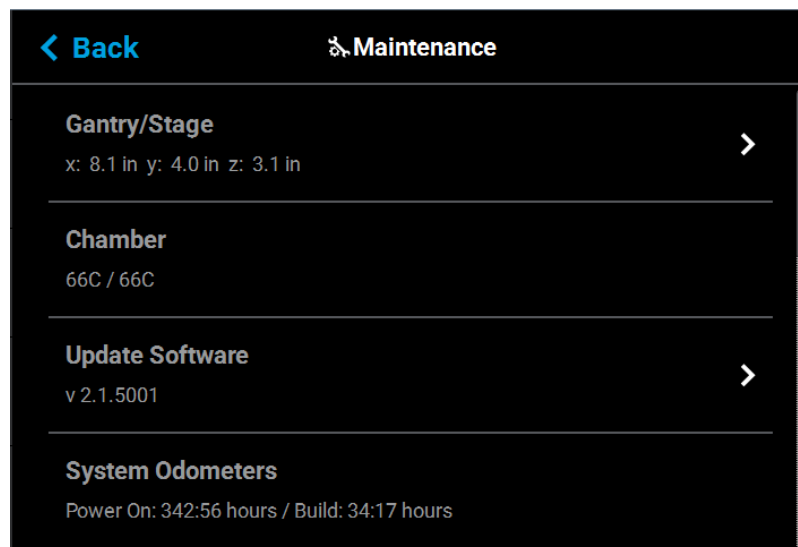 Back
Maintenance
Gantry/Stage
x: 8.1 in y: 4.0 in z: 3.1 in
Chamber
66C / 66C
Update Software
v 2.1.5001
System Odometers
Power On: 342:56 hours / Build: 34:17 hours